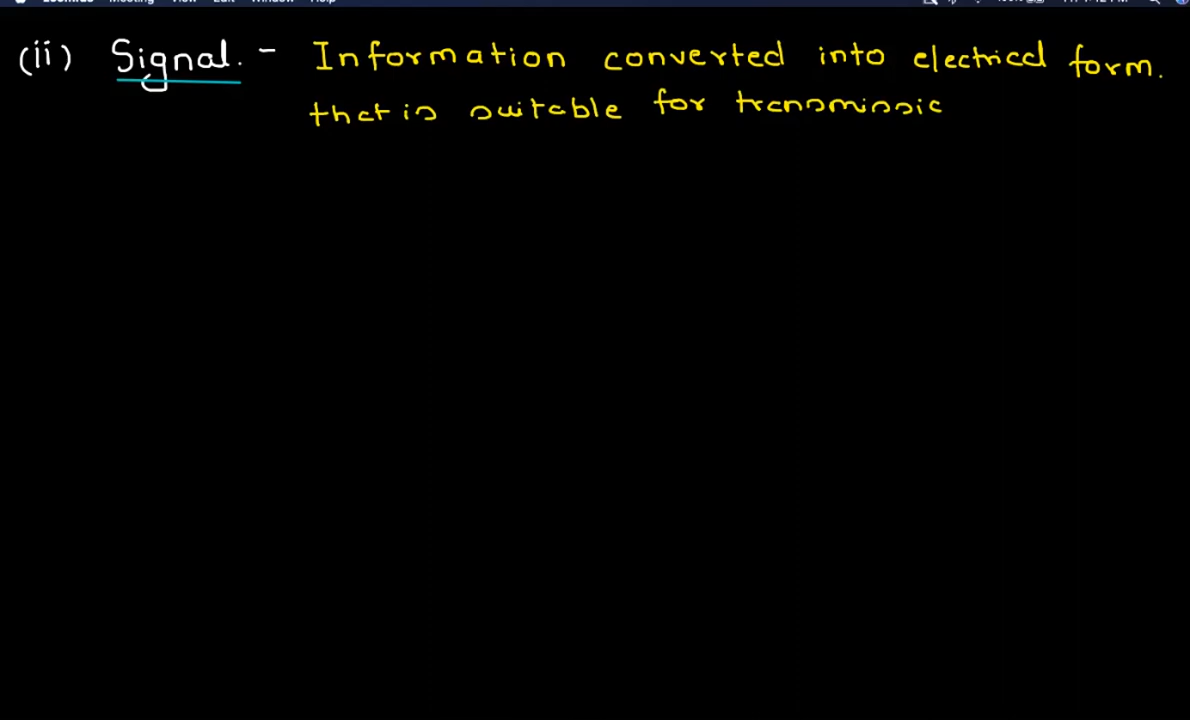 (ii) Signal. - Information converted into electrical form.
that is suitable for transmissio